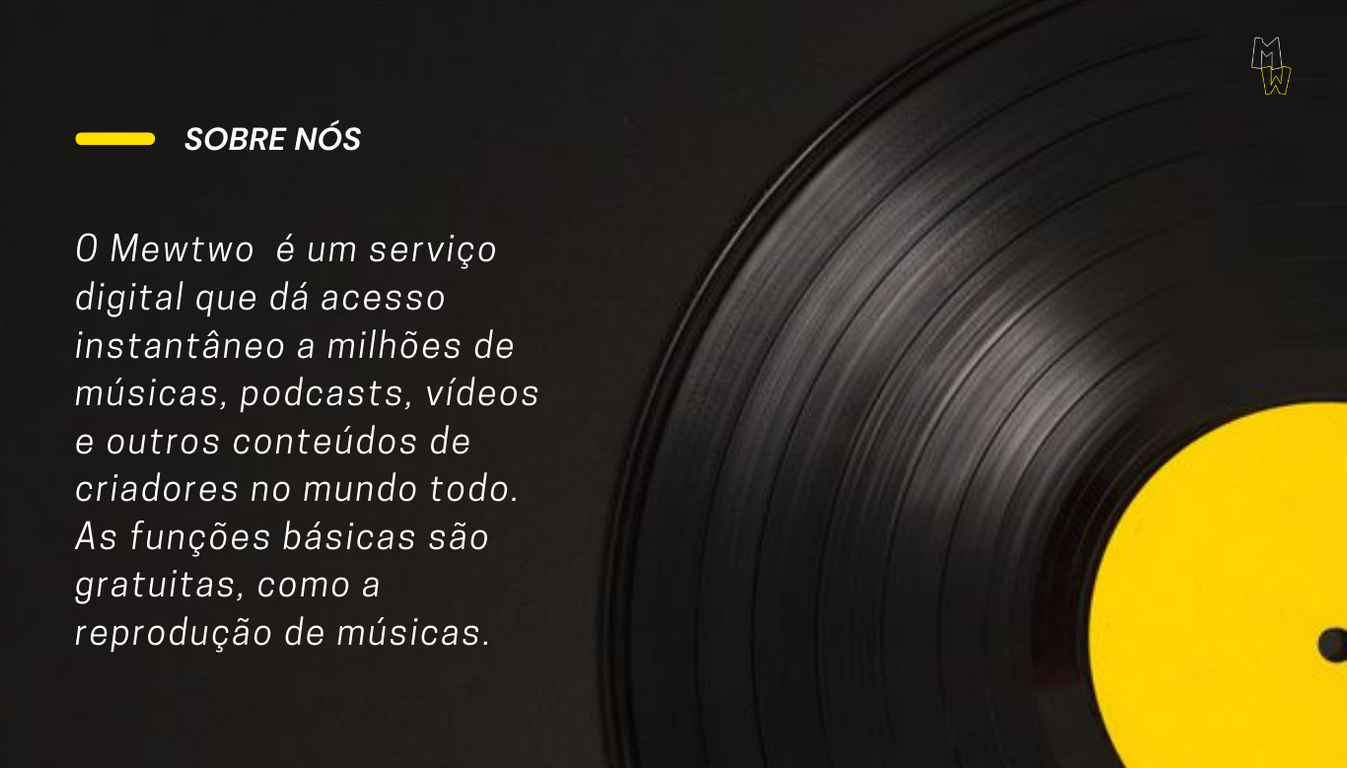 M
W
SOBRE NÓS
O Mewtwo  é um serviço
digital que dá acesso
instantâneo a milhões de
músicas, podcasts, vídeos
e outros conteúdos de
criadores no mundo todo.
As funções básicas são
gratuitas, como a
reprodução de músicas.